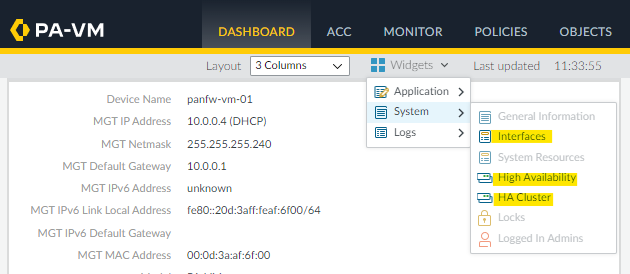 PA-VM DASHBOARD ACC MONITOR POLICIES OBJECTS
Layout 3 Columns Widgets Last updated 11:33:55
Application
System
Logs
General Information
Interfaces
System Resources
High Availability
HA Cluster
Locks
Logged In Admins
Device Name panfw-vm-01
MGT IP Address 10.0.0.4 (DHCP)
MGT Netmask 255.255.255.240
MGT Default Gateway 10.0.0.1
MGT IPv6 Address unknown
MGT IPv6 Link Local Address fe80::20d:3aff:feaf:6f00/64
MGT IPv6 Default Gateway
MGT MAC Address 00:0d:3a:af:6f:00